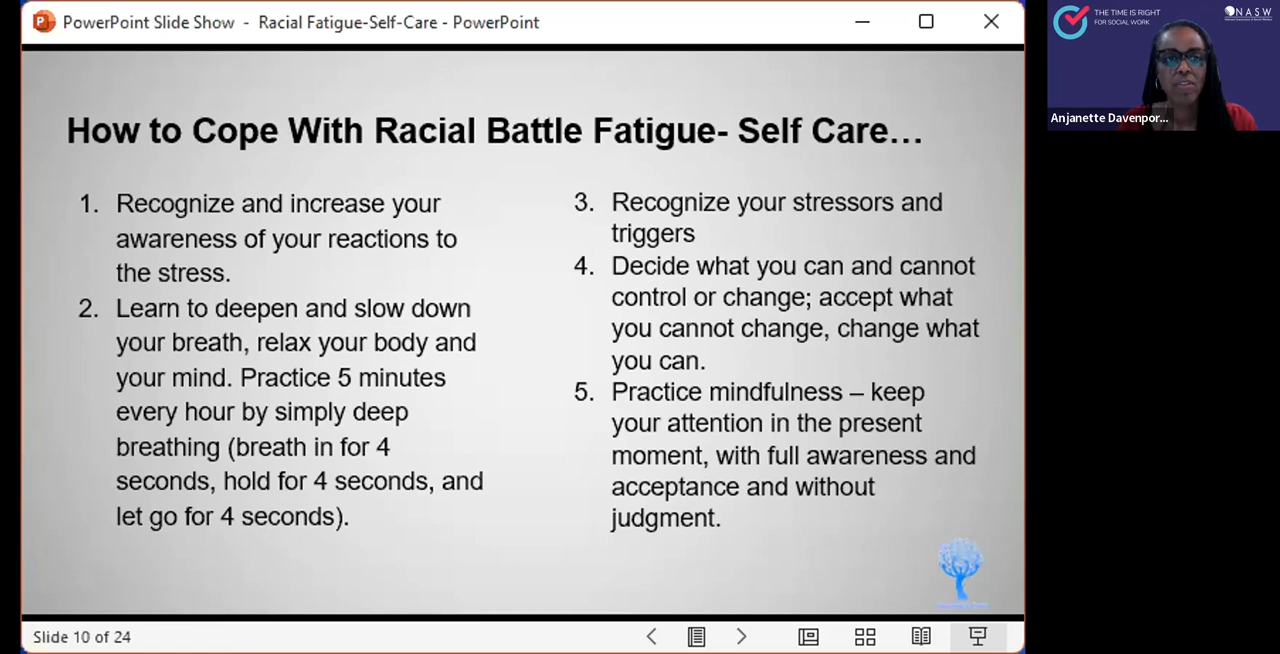 PowerPoint Slide Show - Racial Fatigue-Self-Care - PowerPoint
How to Cope With Racial Battle Fatigue- Self Care…
1. Recognize and increase your
awareness of your reactions to
the stress.
2. Learn to deepen and slow down
your breath, relax your body and
your mind. Practice 5 minutes
every hour by simply deep
breathing (breath in for 4
seconds, hold for 4 seconds, and
let go for 4 seconds).
3. Recognize your stressors and
triggers
4. Decide what you can and cannot
control or change; accept what
you cannot change, change what
you can.
5. Practice mindfulness – keep
your attention in the present
moment, with full awareness and
acceptance and without
judgment.
Slide 10 of 24
THE TIME IS RIGHT
FOR SOCIAL WORK
NASW
Anjanette Davenpor...